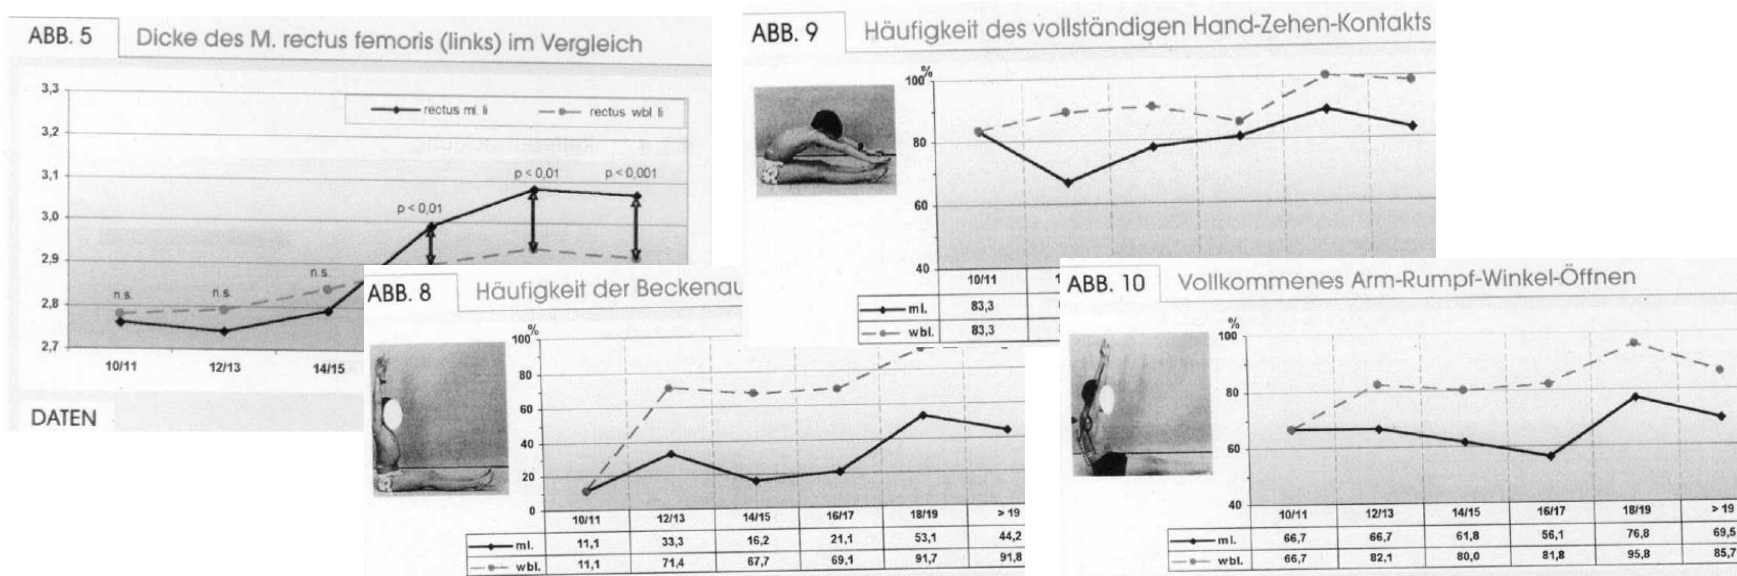 ABB. 5
Dicke des M. rectus femoris (links) im Vergleich
3,3
3,2
3,1
3,0
2,9
2,8
2,7
rectus ml. li
rectus wbl li
n.s.
n.s.
n.s.
p < 0,01
p < 0,01
p < 0,001
10/11 12/13 14/15
DATEN
ABB. 8
Häufigkeit der Beckenau
%
100
80
60
40
20
0
10/11 12/13 14/15 16/17 18/19 > 19
ml. 11,1 33,3 16,2 21,1 53,1 44,2
wbl. 11,1 71,4 67,7 69,1 91,7 91,8
ABB. 9
Häufigkeit des vollständigen Hand-Zehen-Kontakts
%
100
80
60
40
10/11 1
ml. 83,3
wbl. 83,3
ABB. 10
Vollkommenes Arm-Rumpf-Winkel-Öffnen
%
100
80
60
40
10/11 12/13 14/15 16/17 18/19 > 19
ml. 66,7 66,7 61,8 56,1 76,8 69,5
wbl. 66,7 82,1 80,0 81,8 95,8 85,7